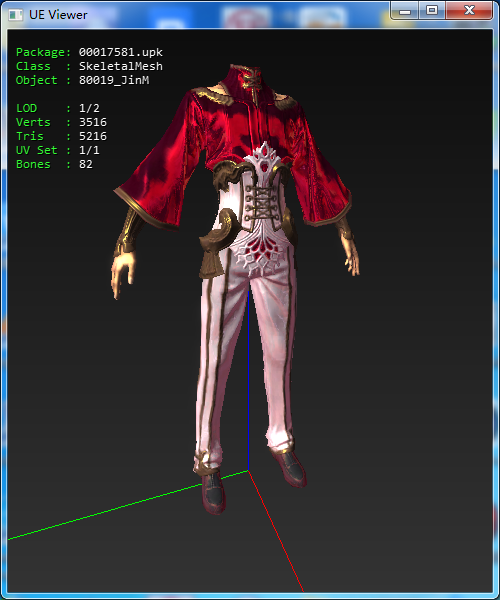 UE Viewer
Package: 00017581.upk
Class : SkeletalMesh
Object : 80019_JinM
LOD : 1/2
Verts : 3516
Tris : 5216
UV Set : 1/1
Bones : 82